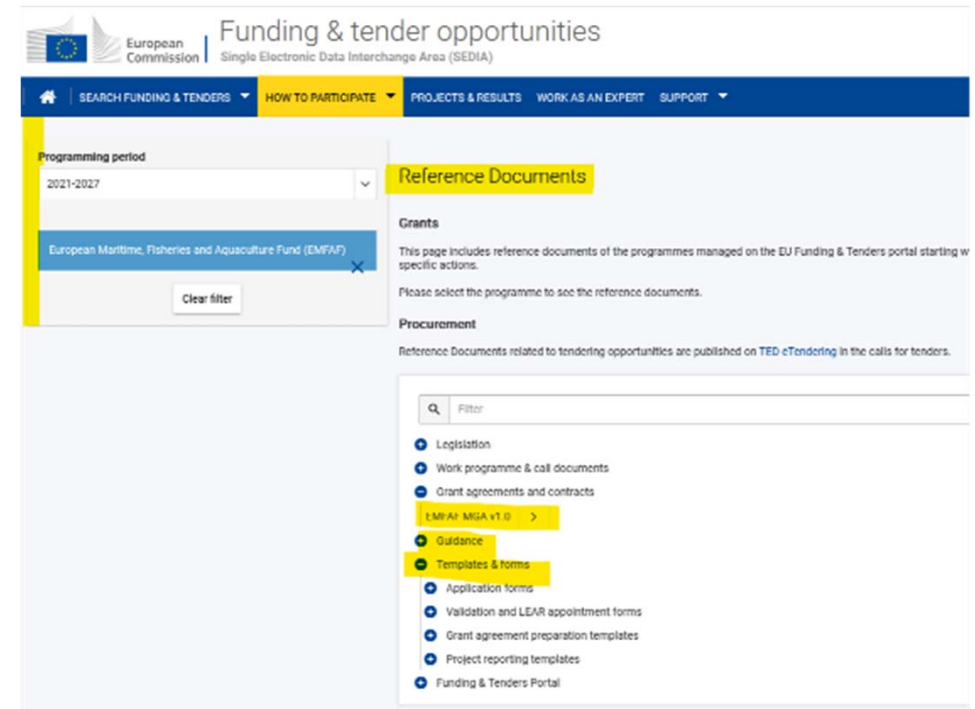 European
Commission
Funding & tender opportunities
Single Electronic Data Interchange Area (SEDIA)
SEARCH FUNDING & TENDERS HOW TO PARTICIPATE PROJECTS & RESULTS WORK AS AN EXPERT SUPPORT
Programming period
2021-2027
European Maritime, Fisheries and Aquaculture Fund (EMFAF)
Clear filter
Reference Documents
Grants
This page includes reference documents of the programmes managed on the EU Funding & Tenders portal starting w
specific actions.
Please select the programme to see the reference documents.
Procurement
Reference Documents related to tendering opportunities are published on TED eTendering in the calls for tenders.
Filter
Legislation
Work programme & call documents
Grant agreements and contracts
EMFAF MGA v1.0
Guidance
Templates & forms
Application forms
Validation and LEAR appointment forms
Grant agreement preparation templates
Project reporting templates
Funding & Tenders Portal